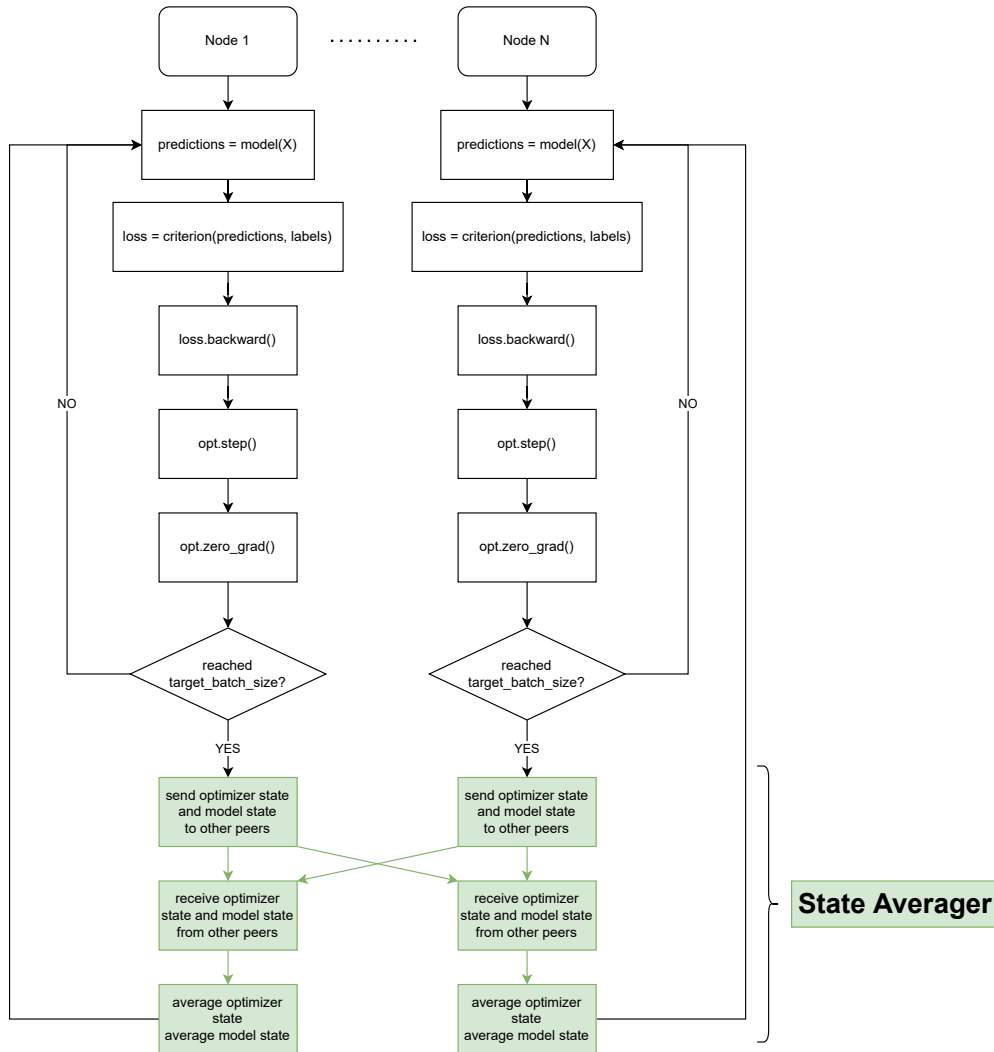 Node 1
Node N
predictions = model(X)
predictions = model(X)
loss = criterion(predictions, labels)
loss = criterion(predictions, labels)
loss.backward()
loss.backward()
NO
NO
opt.step()
opt.step()
opt.zero_grad()
opt.zero_grad()
reached
target_batch_size?
reached
target_batch_size?
YES
YES
send optimizer state
and model state
to other peers
send optimizer state
and model state
to other peers
receive optimizer
state and model state
from other peers
receive optimizer
state and model state
from other peers
State Averager
average optimizer
state
average model state
average optimizer
state
average model state